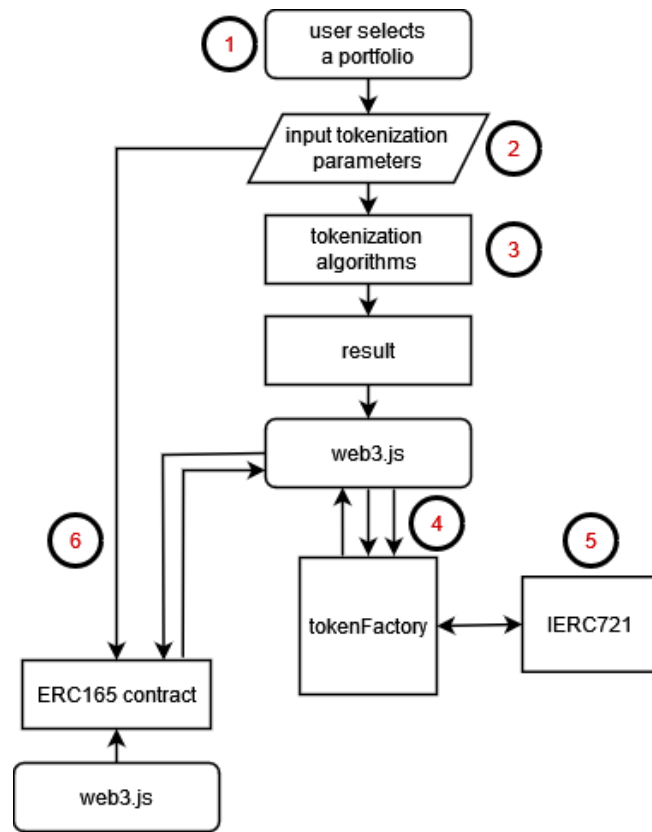 1
user selects
a portfolio
input tokenization
parameters
2
tokenization
algorithms
3
result
web3.js
4
6
5
tokenFactory
IERC721
ERC165 contract
web3.js